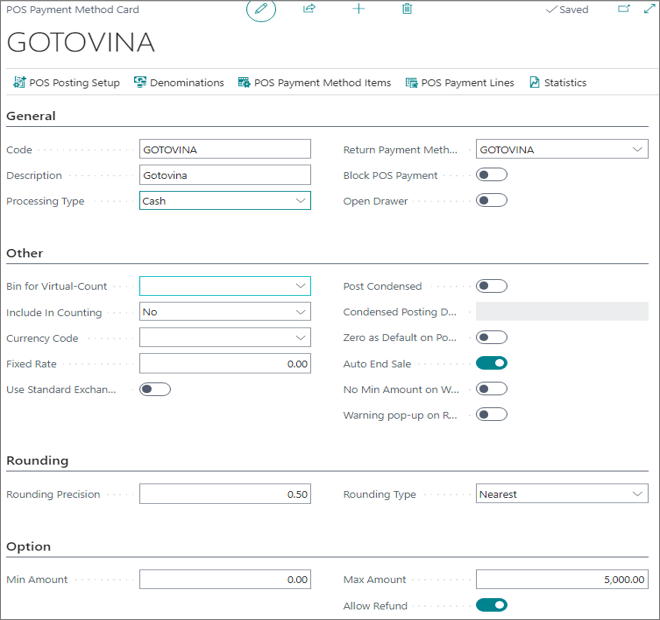 POS Payment Method Card
Saved
GOTOVINA
POS Posting Setup Denominations POS Payment Method Items POS Payment Lines Statistics
General
Code GOTOVINA Return Payment Meth... GOTOVINA
Description Gotovina Block POS Payment
Processing Type Cash Open Drawer
Other
Bin for Virtual-Count Post Condensed
Include In Counting No Condensed Posting D...
Currency Code Zero as Default on Po...
Fixed Rate 0.00 Auto End Sale
Use Standard Exchan... No Min Amount on W...
Warning pop-up on R...
Rounding
Rounding Precision 0.50 Rounding Type Nearest
Option
Min Amount 0.00 Max Amount 5,000.00
Allow Refund